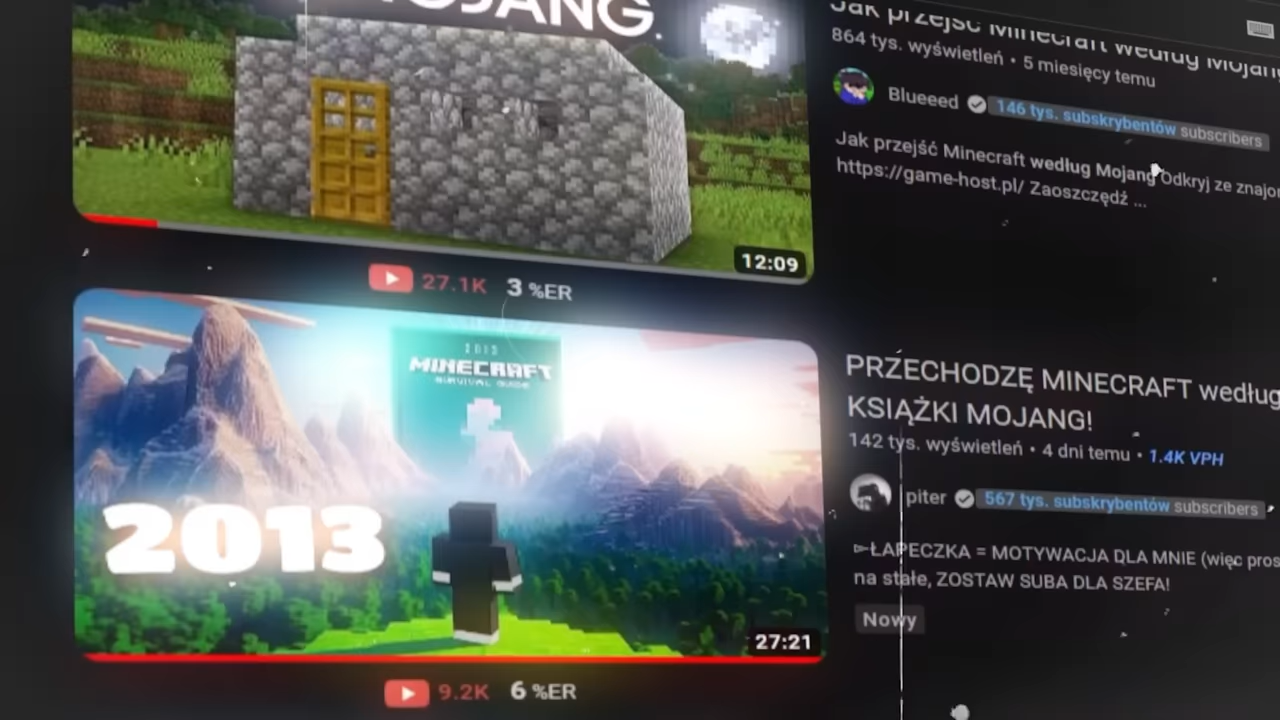 MOJANG
12:09
27.1K 3 %ER
Jak przejść Minecraft według Mojang
864 tys. wyświetleń • 5 miesięcy temu
Blueeed 146 tys. subskrybentów subscribers
Jak przejść Minecraft według Mojang Odkryj ze
https://game-host.pl/ Zaoszczędź ...
2013
MINECRAFT
SURVIVAL GUIDE
2013
27:21
9.2K 6 %ER
PRZECHODZĘ MINECRAFT według
KSIĄŻKI MOJANG!
142 tys. wyświetleń • 4 dni temu • 1.4K VPH
piter 567 tys. subskrybentów subscribers
▻ŁAPECZKA = MOTYWACJA DLA MNIE (więc
na stałe, ZOSTAW SUBA DLA SZEFA!
Nowy